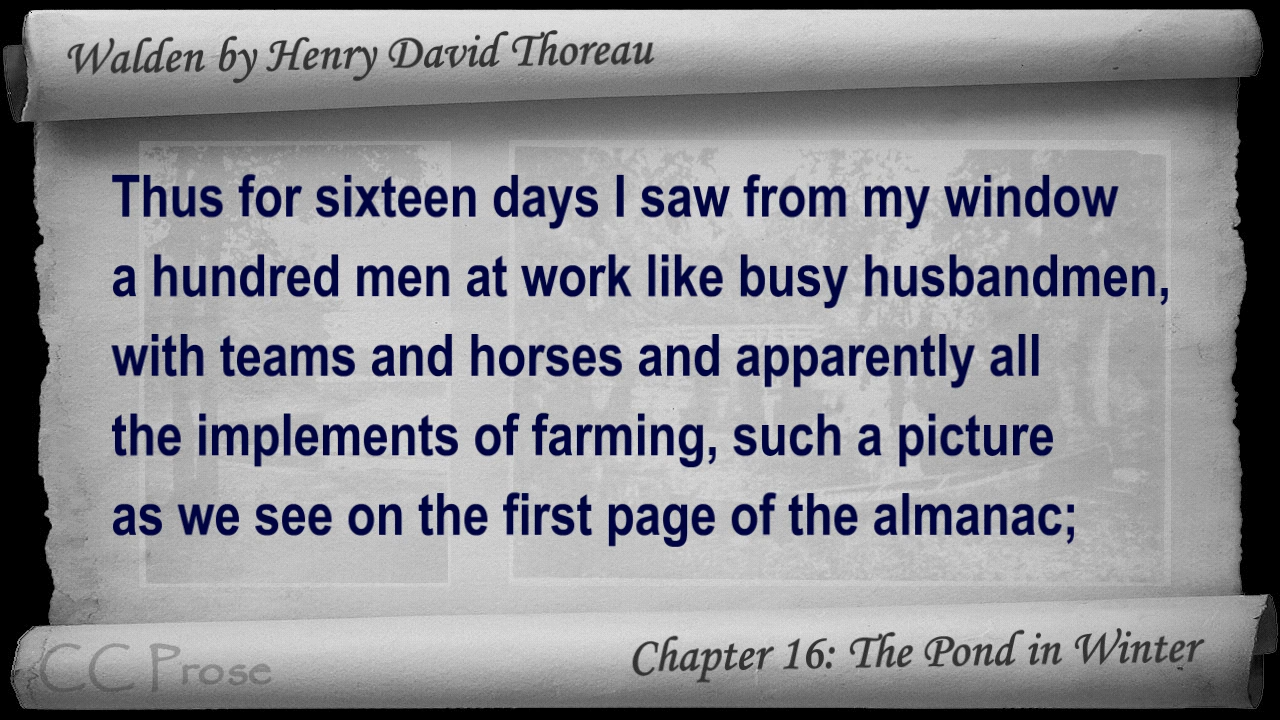 Walden by Henry David Thoreau
Thus for sixteen days I saw from my window
a hundred men at work like busy husbandmen,
with teams and horses and apparently all
the implements of farming, such a picture
as we see on the first page of the almanac;
CC Prose
Chapter 16: The Pond in Winter